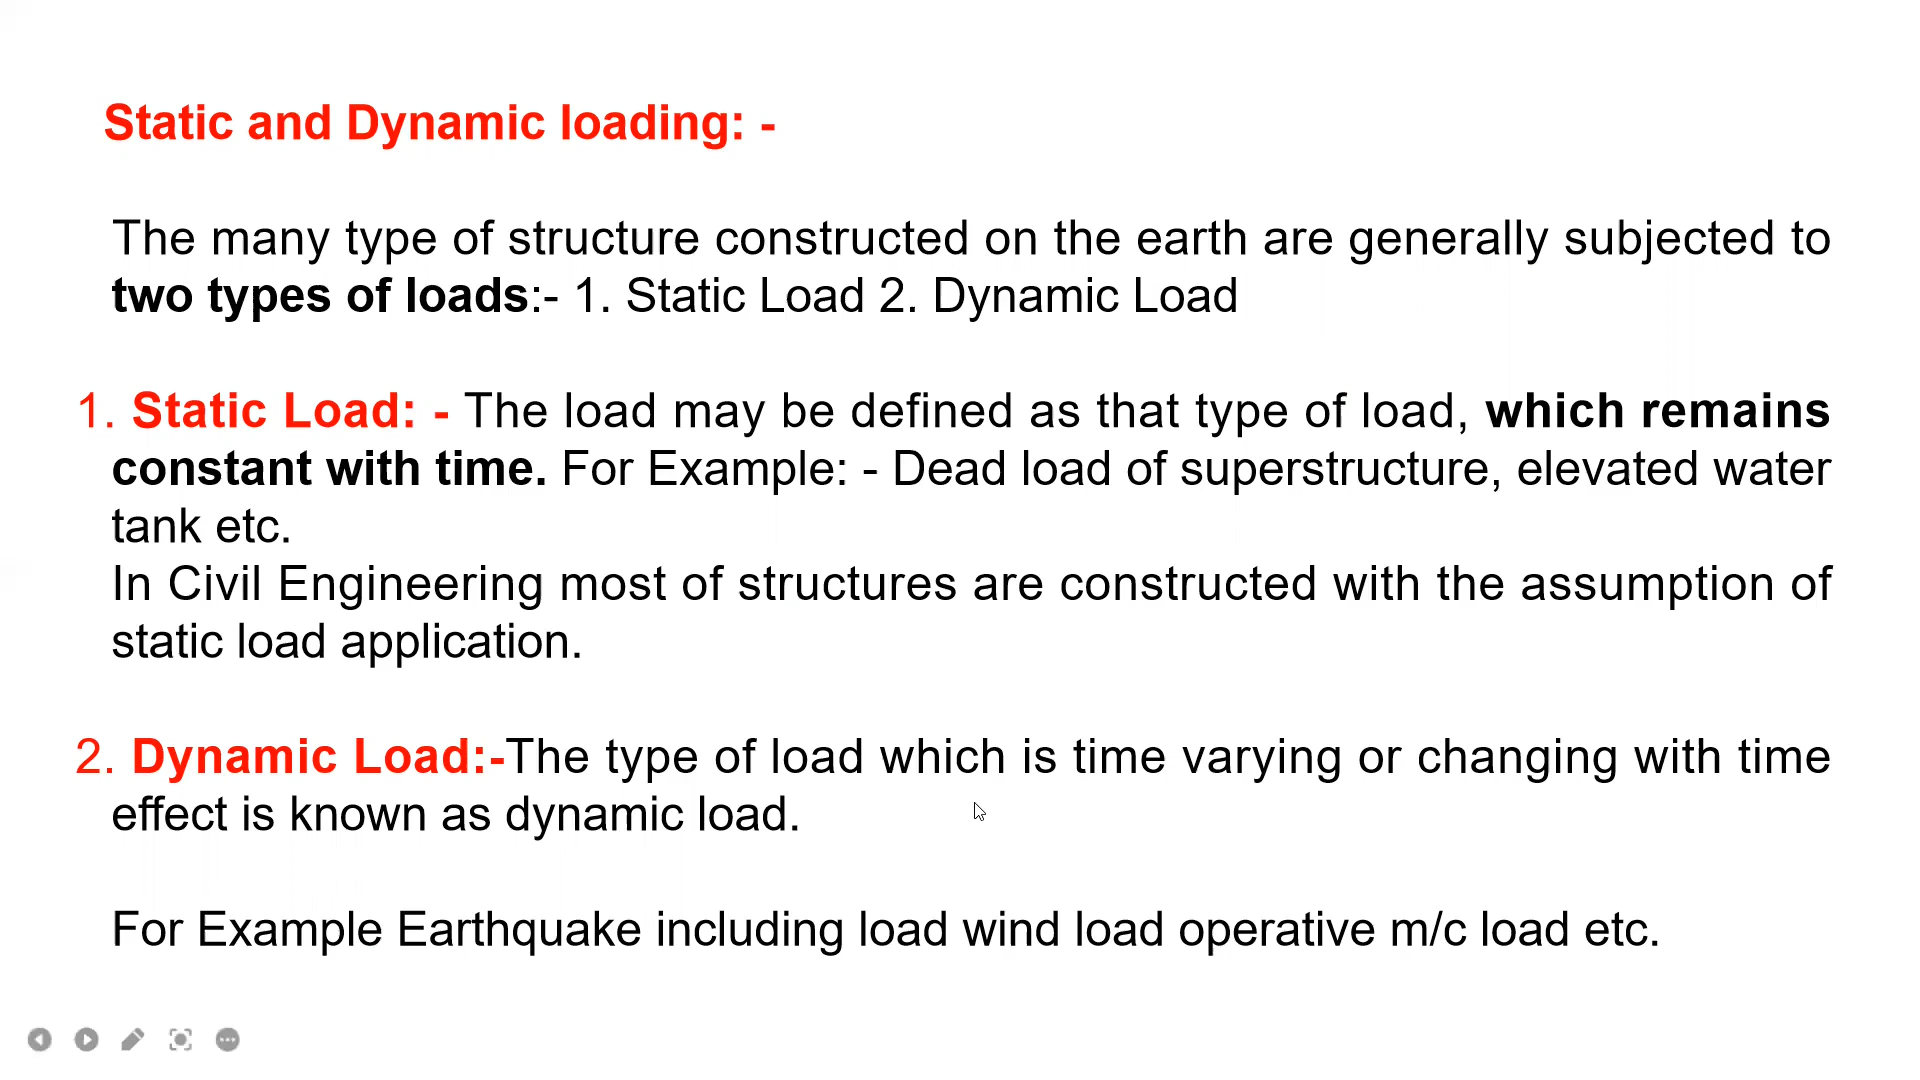 Static and Dynamic loading: -
The many type of structure constructed on the earth are generally subjected to
two types of loads:- 1. Static Load 2. Dynamic Load
1. Static Load: - The load may be defined as that type of load, which remains
constant with time. For Example: - Dead load of superstructure, elevated water
tank etc.
In Civil Engineering most of structures are constructed with the assumption of
static load application.
2. Dynamic Load:-The type of load which is time varying or changing with time
effect is known as dynamic load.
For Example Earthquake including load wind load operative m/c load etc.